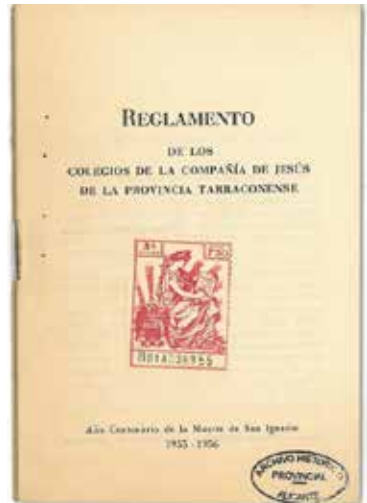 REGLAMENTO
DE LOS
COLEGIOS DE LA COMPAÑÍA DE JESÚS
DE LA PROVINCIA TARRACONENSE
Año Centenario de la Muerte de San Ignacio
1955 - 1956
ARCHIVO HISTÓRICO
PROVINCIAL
ALICANTE